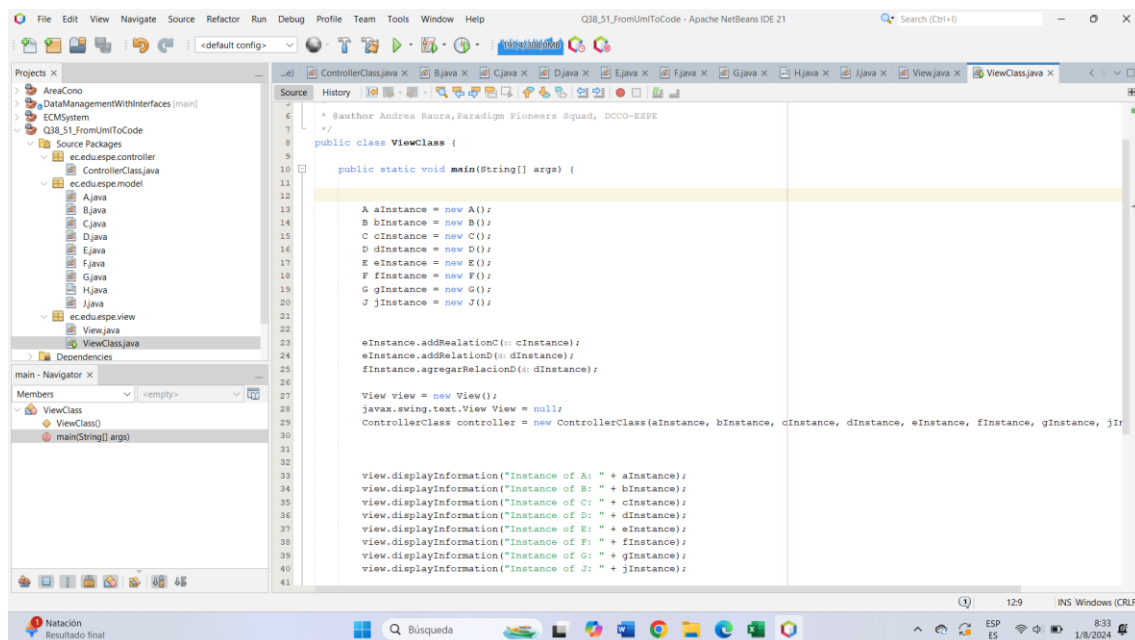 File Edit View Navigate Source Refactor Run Debug Profile Team Tools Window Help
Q38_51_FromUmlToCode - Apache NetBeans IDE 21
Search (Ctrl+I)
<default config>
Projects
AreaCono
DataManagementWithInterfaces [main]
ECMSystem
Q38_51_FromUmlToCode
Source Packages
ec.edu.espe.controller
ControllerClass.java
ec.edu.espe.model
A.java
B.java
C.java
D.java
E.java
F.java
G.java
H.java
J.java
ec.edu.espe.view
View.java
ViewClass.java
Dependencies
main - Navigator
Members
<empty>
ViewClass
ViewClass()
main(String[] args)
...e) ControllerClass.java B.java C.java D.java E.java F.java G.java H.java J.java View.java ViewClass.java
Source History
6 * @author Andrea Raura,Paradigm Pioneers Squad, DCCO-ESPE
7 */
8 public class ViewClass {
9
10 public static void main(String[] args) {
11
12
13 A aInstance = new A();
14 B bInstance = new B();
15 C cInstance = new C();
16 D dInstance = new D();
17 E eInstance = new E();
18 F fInstance = new F();
19 G gInstance = new G();
20 J jInstance = new J();
21
22
23 eInstance.addRealationC(c: cInstance);
24 eInstance.addRelationD(d: dInstance);
25 fInstance.agregarRelacionD(d: dInstance);
26
27 View view = new View();
28 javax.swing.text.View View = null;
29 ControllerClass controller = new ControllerClass(aInstance, bInstance, cInstance, dInstance, eInstance, fInstance, gInstance, jIn
30
31
32
33 view.displayInformation("Instance of A: " + aInstance);
34 view.displayInformation("Instance of B: " + bInstance);
35 view.displayInformation("Instance of C: " + cInstance);
36 view.displayInformation("Instance of D: " + dInstance);
37 view.displayInformation("Instance of E: " + eInstance);
38 view.displayInformation("Instance of F: " + fInstance);
39 view.displayInformation("Instance of G: " + gInstance);
40 view.displayInformation("Instance of J: " + jInstance);
41
12:9 INS Windows (CRLF
1 Natación
Resultado final
Búsqueda
ESP
ES
8:33
1/8/2024